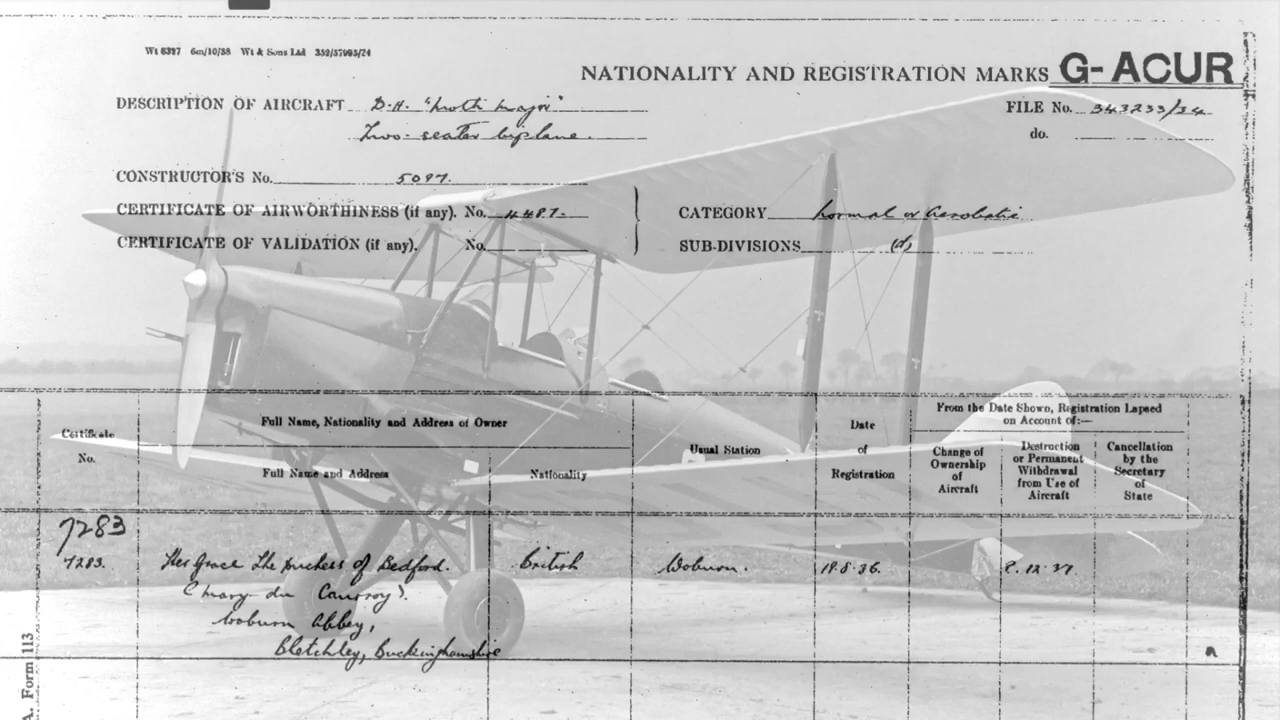 Wt 8397 6m/10/38 Wt & Sons Ltd 352/57995/24
NATIONALITY AND REGISTRATION MARKS G-ACUR
DESCRIPTION OF AIRCRAFT D.H. "Moth Major"
Two-seater biplane.
FILE No. 343233/34
do.
CONSTRUCTOR'S No. 5097.
CERTIFICATE OF AIRWORTHINESS (if any). No. 4487.
CATEGORY Normal or Aerobatic
CERTIFICATE OF VALIDATION (if any). No.
SUB-DIVISIONS (d)
Certificate No.
Full Name, Nationality and Address of Owner
Full Name and Address
Nationality
Usual Station
Date of Registration
From the Date Shown, Registration Lapsed on Account of:—
Change of Ownership of Aircraft
Destruction or Permanent Withdrawal from Use of Aircraft
Cancellation by the Secretary of State
7283
7283. Her Grace The Duchess of Bedford. British Woburn. 18.8.36. 2.12.37.
(Mary du Caurroy).
Woburn Abbey,
Bletchley, Buckinghamshire
A. Form 113